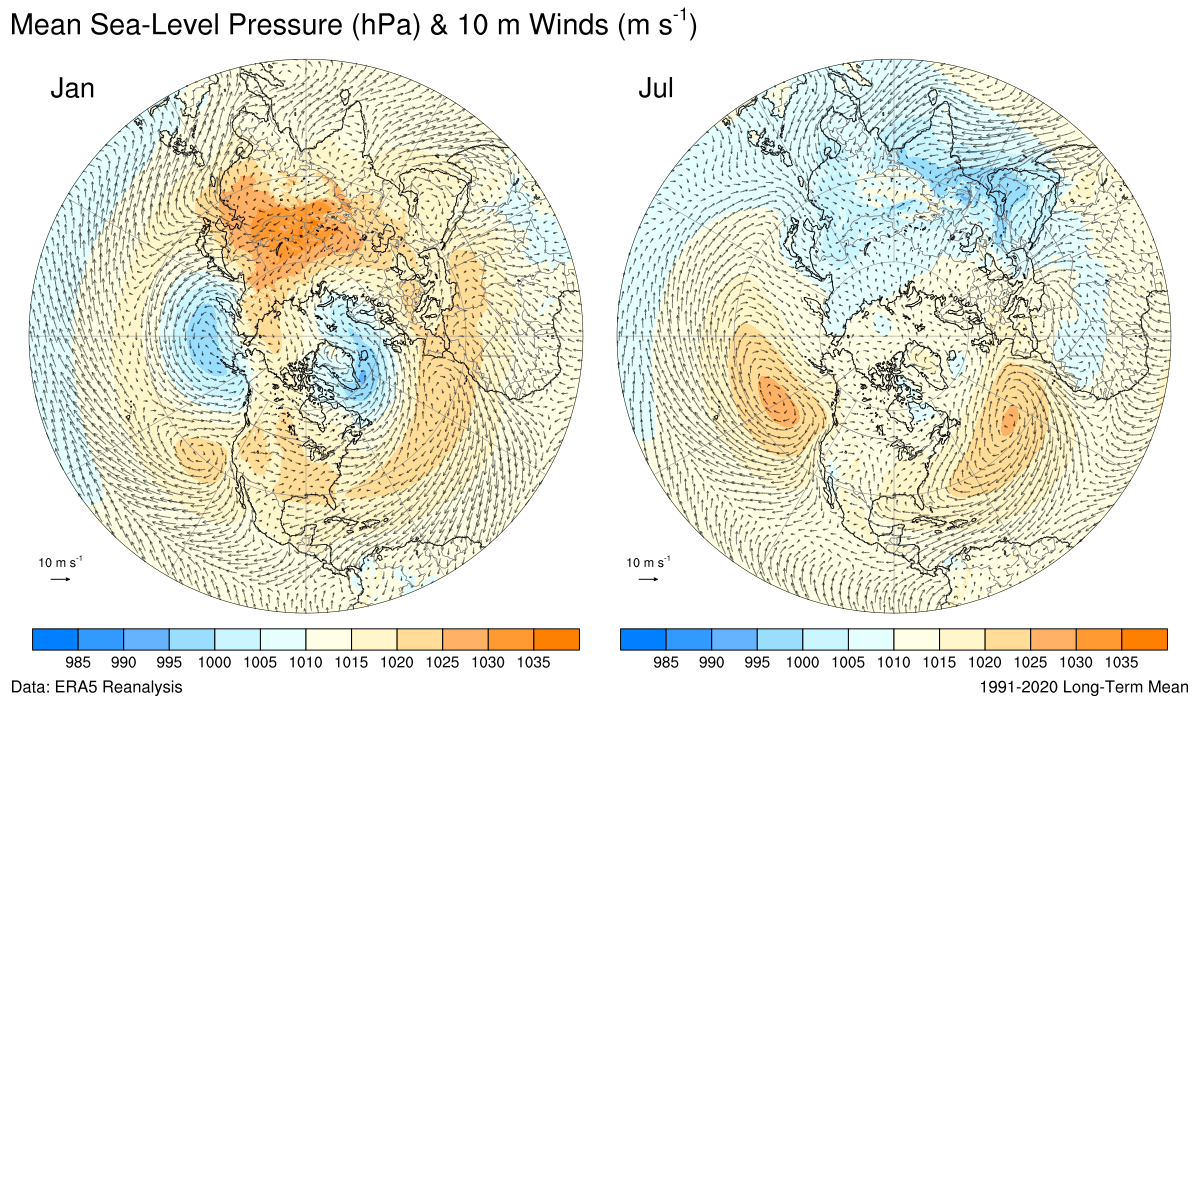 Mean Sea-Level Pressure (hPa) & 10 m Winds (m s⁻¹)
Jan
Jul
10 m s⁻¹
10 m s⁻¹
985 990 995 1000 1005 1010 1015 1020 1025 1030 1035
985 990 995 1000 1005 1010 1015 1020 1025 1030 1035
Data: ERA5 Reanalysis
1991-2020 Long-Term Mean